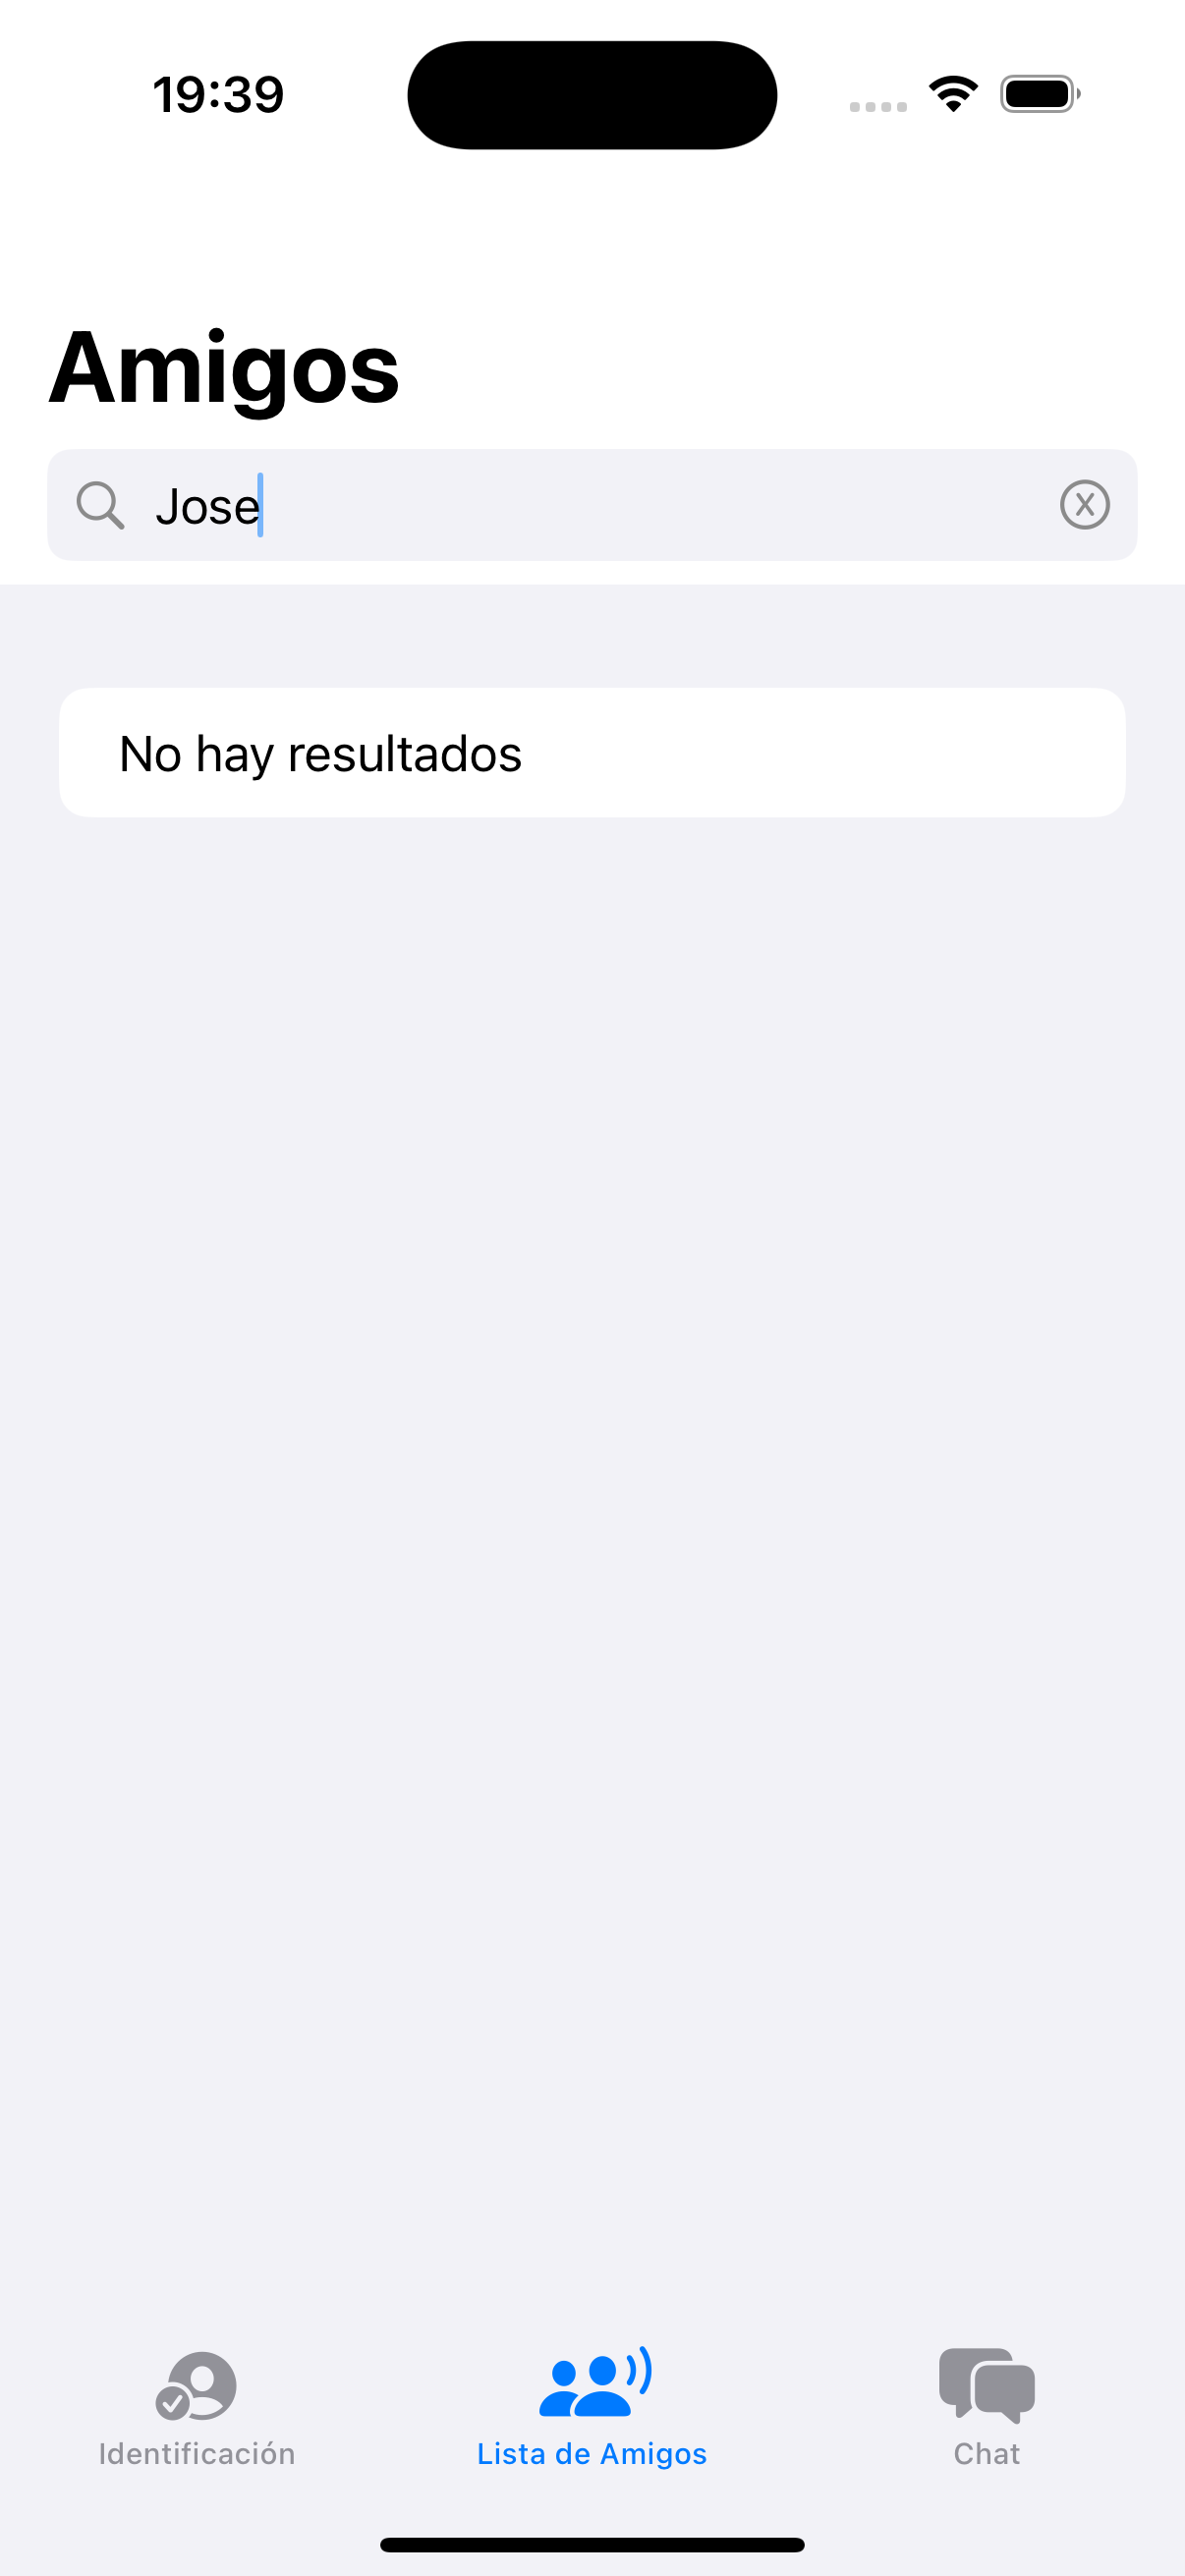 19:39
Amigos
Jose
No hay resultados
Identificación
Lista de Amigos
Chat